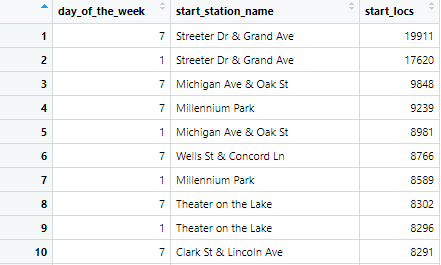 day_of_the_week start_station_name start_locs
1 7 Streeter Dr & Grand Ave 19911
2 1 Streeter Dr & Grand Ave 17620
3 7 Michigan Ave & Oak St 9848
4 7 Millennium Park 9239
5 1 Michigan Ave & Oak St 8981
6 7 Wells St & Concord Ln 8766
7 1 Millennium Park 8589
8 7 Theater on the Lake 8302
9 1 Theater on the Lake 8296
10 7 Clark St & Lincoln Ave 8291